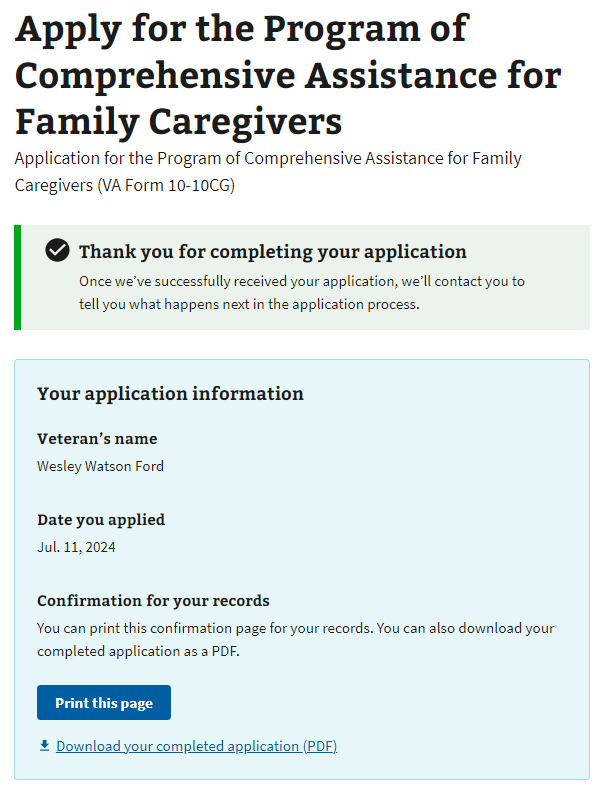 Apply for the Program of
Comprehensive Assistance for
Family Caregivers
Application for the Program of Comprehensive Assistance for Family
Caregivers (VA Form 10-10CG)
Thank you for completing your application
Once we’ve successfully received your application, we’ll contact you to
tell you what happens next in the application process.
Your application information
Veteran’s name
Wesley Watson Ford
Date you applied
Jul. 11, 2024
Confirmation for your records
You can print this confirmation page for your records. You can also download your
completed application as a PDF.
Print this page
Download your completed application (PDF)